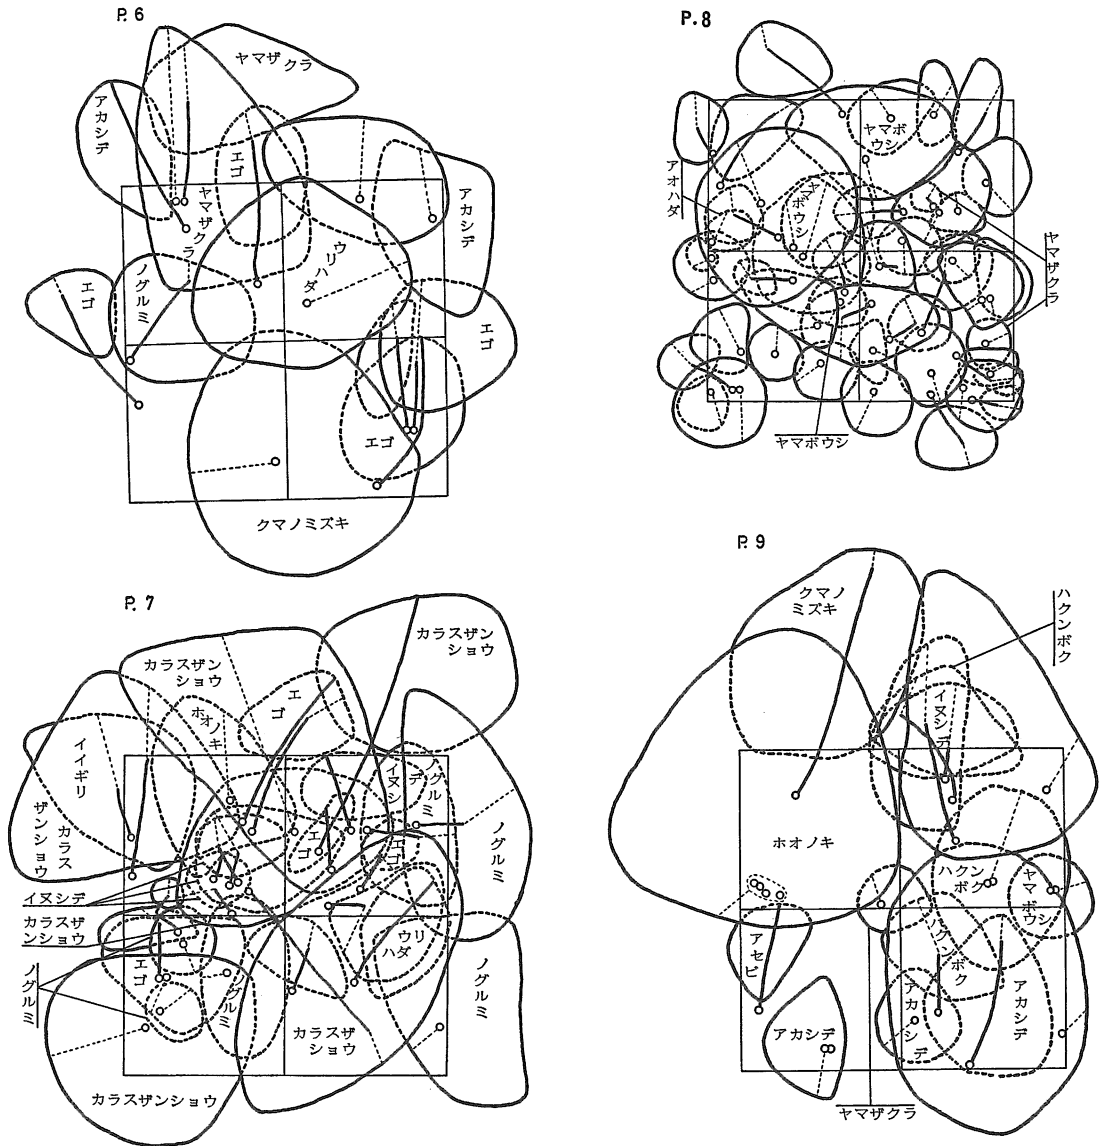 P. 6
ヤマザクラ
アカシデ
エゴ
ヤマザクラ
アカシデ
ウリハダ
ノグルミ
エゴ
エゴ
エゴ
クマノミズキ
P. 8
ヤマボ
ウシ
アオハダ
ヤマボウシ
ヤマザクラ
ヤマボウシ
P. 7
カラスザン
ショウ
カラスザン
ショウ
エゴ
ホオノキ
イイギリ
カラス
ザンショウ
イヌシデ
ノグルミ
エゴ
エゴ
ノグルミ
イヌシデ
カラスザ
ンショウ
ノグルミ
エゴ
ノグルミ
ウリ
ハダ
ノグルミ
カラスザ
ンショウ
カラスザンショウ
P. 9
クマノ
ミズキ
ハクンボク
イヌシデ
ホオノキ
ハクン
ボク
ヤマ
ボウシ
アセビ
ハクンボク
アカシデ
アカシデ
アカシデ
ヤマザクラ